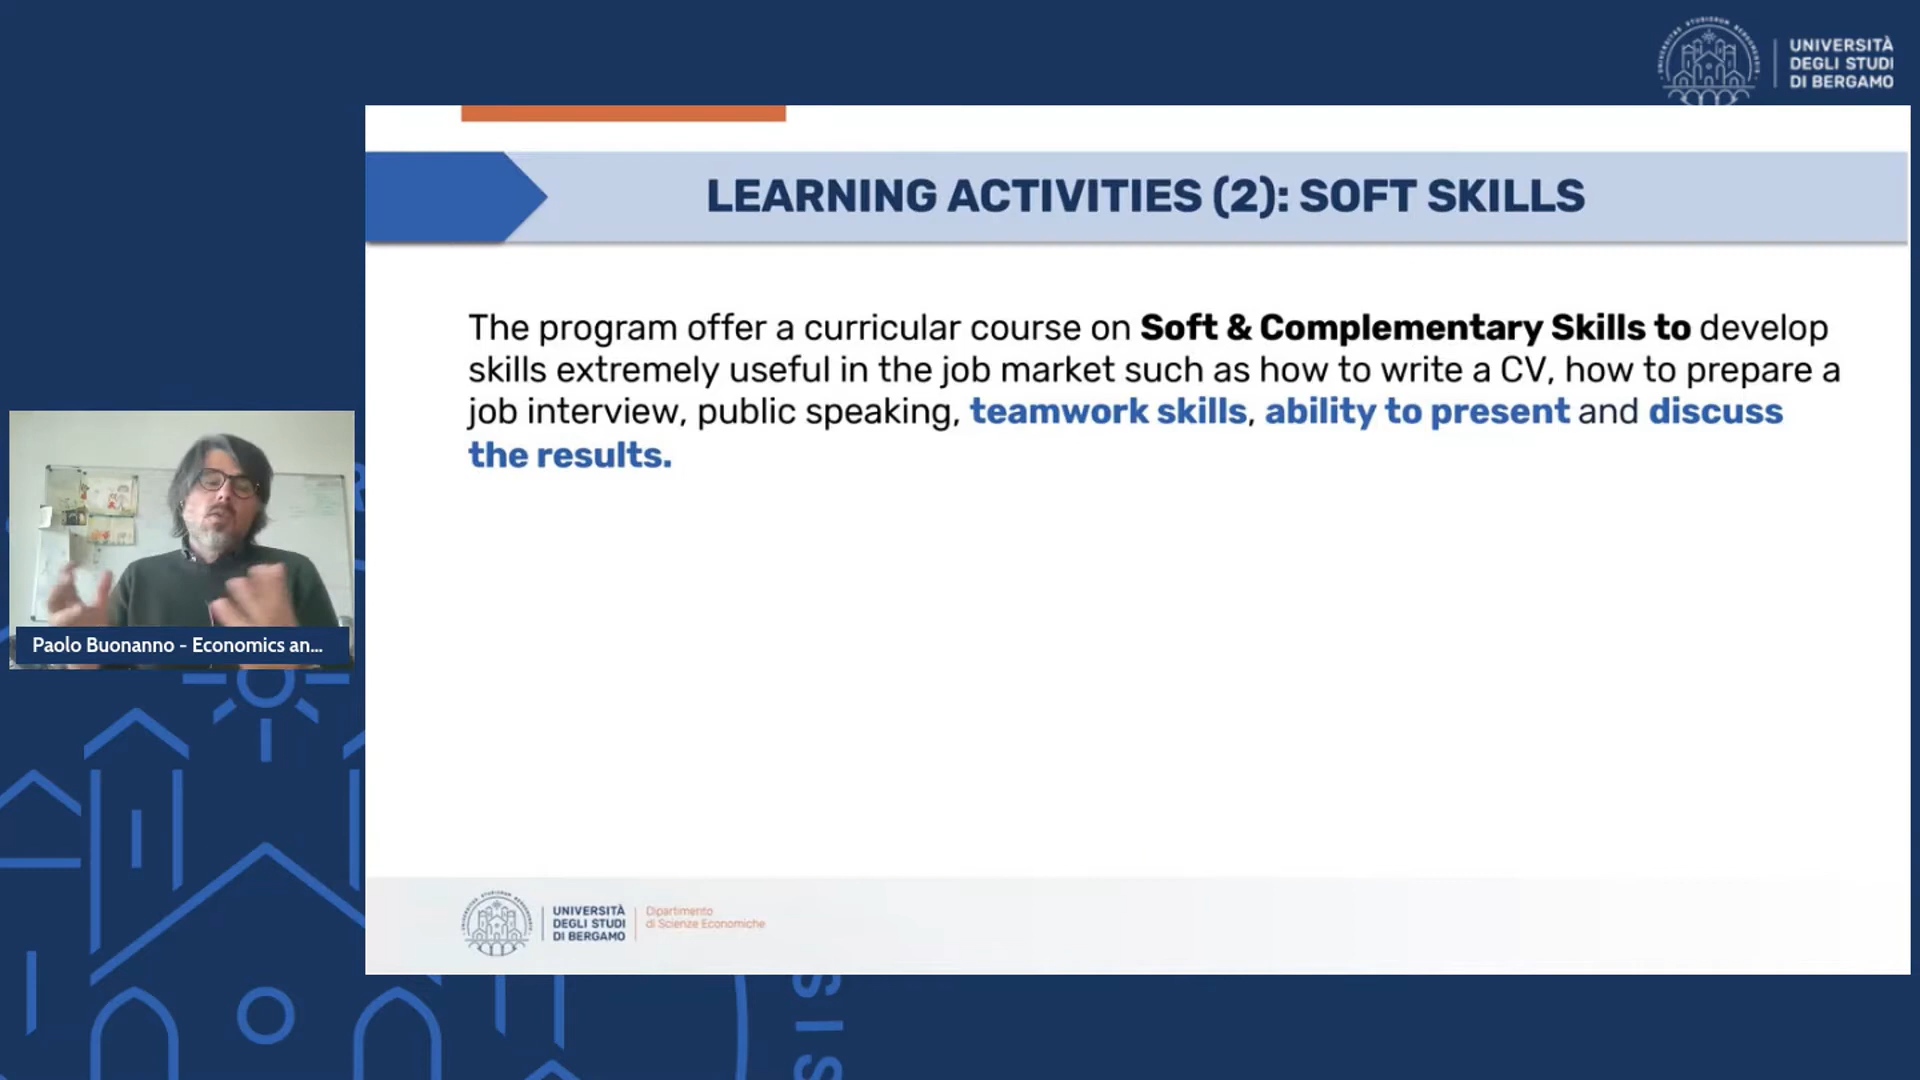 UNIVERSITÀ
DEGLI STUDI
DI BERGAMO
LEARNING ACTIVITIES (2): SOFT SKILLS
The program offer a curricular course on Soft & Complementary Skills to develop
skills extremely useful in the job market such as how to write a CV, how to prepare a
job interview, public speaking, teamwork skills, ability to present and discuss
the results.
Paolo Buonanno - Economics an...
UNIVERSITÀ
DEGLI STUDI
DI BERGAMO
Dipartimento
di Scienze Economiche
SIS